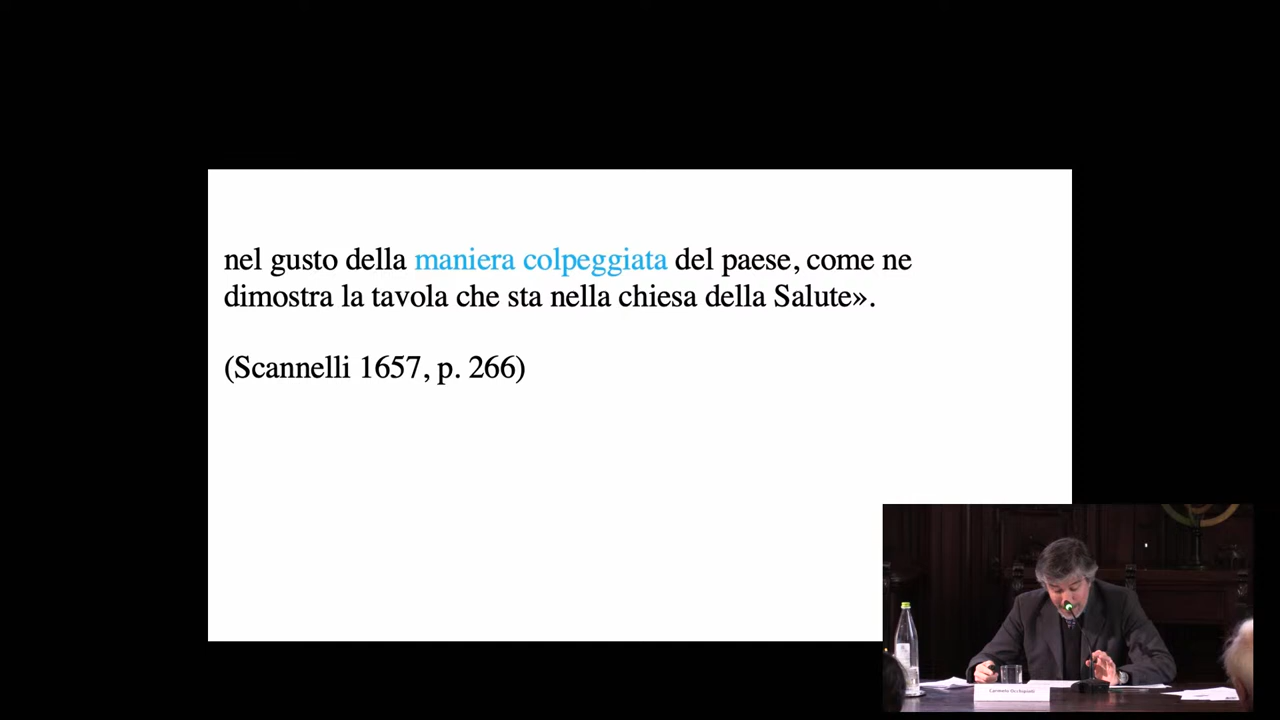 nel gusto della maniera colpeggiata del paese, come ne
dimostra la tavola che sta nella chiesa della Salute».
(Scannelli 1657, p. 266)